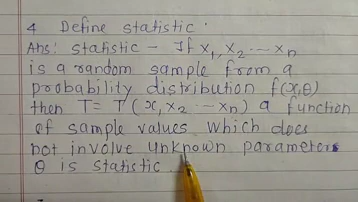 4 Define statistic.
Ans: statistic - If x1, x2 --- xn
is a random sample from a
probability distribution f(x,θ)
then T = T (x, x2 --- xn) a function
of sample values which does
not involve unknown parameters
θ is statistic